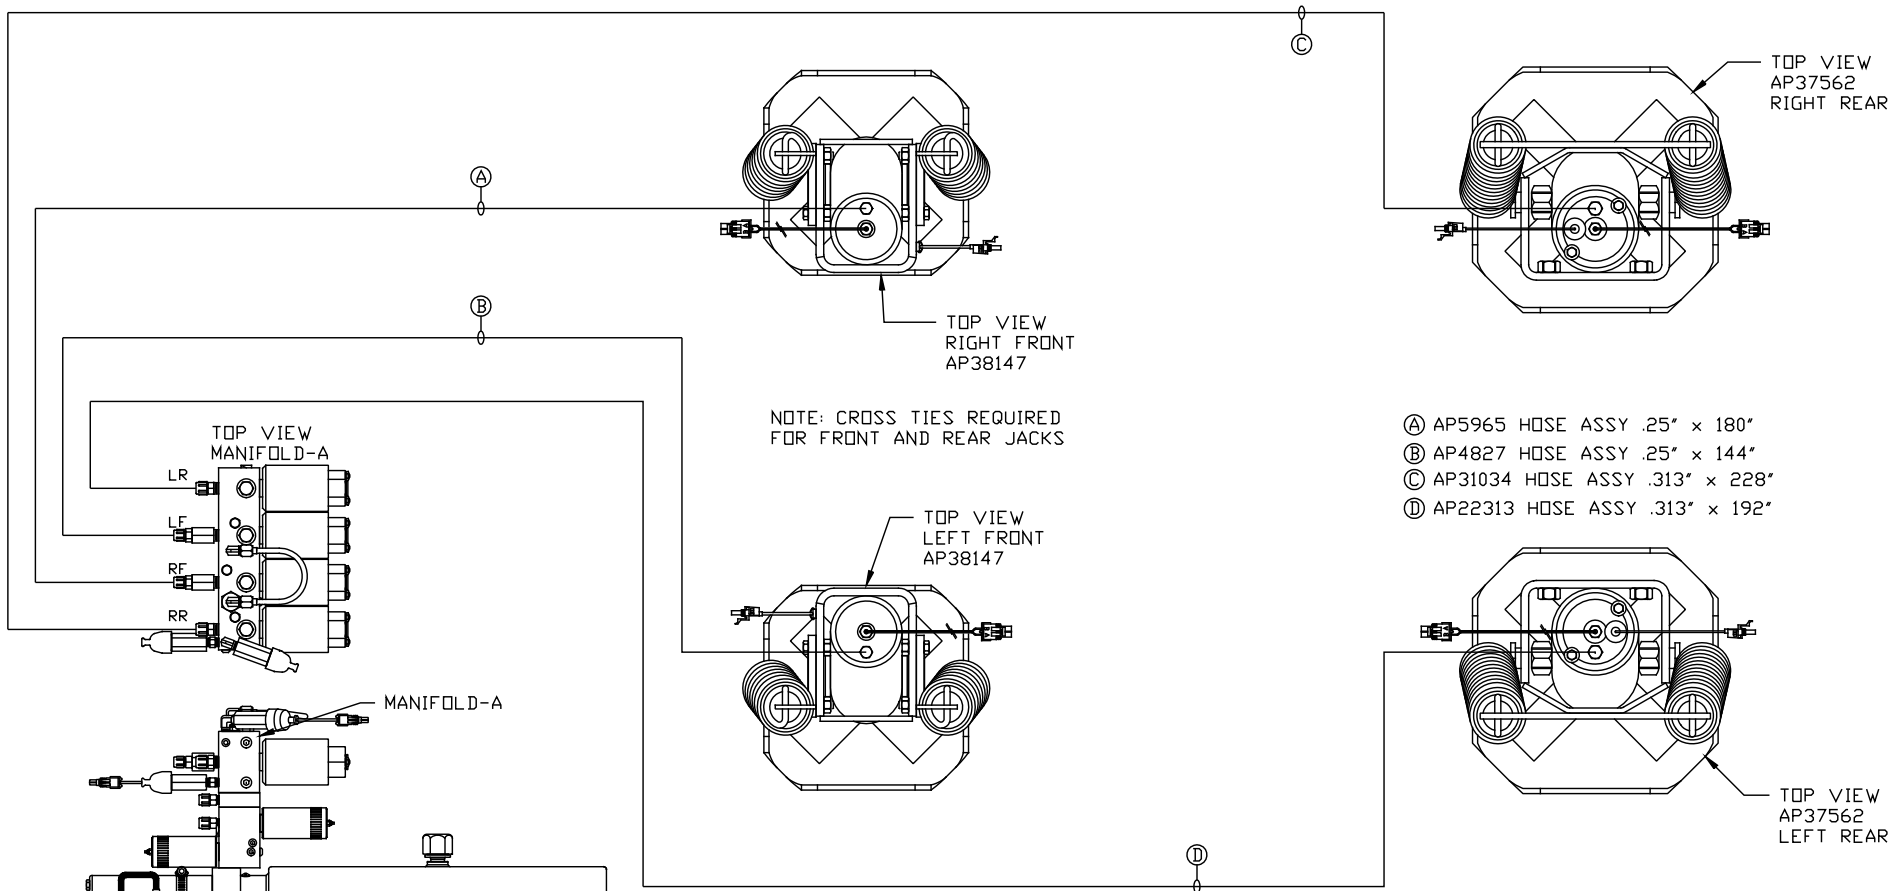 C
TOP VIEW
AP37562
RIGHT REAR
A
B
TOP VIEW
RIGHT FRONT
AP38147
NOTE: CROSS TIES REQUIRED
FOR FRONT AND REAR JACKS
A AP5965 HOSE ASSY .25" x 180"
B AP4827 HOSE ASSY .25" x 144"
C AP31034 HOSE ASSY .313" x 228"
D AP22313 HOSE ASSY .313" x 192"
TOP VIEW
MANIFOLD-A
LR
LF
RF
RR
TOP VIEW
LEFT FRONT
AP38147
MANIFOLD-A
TOP VIEW
AP37562
LEFT REAR
D